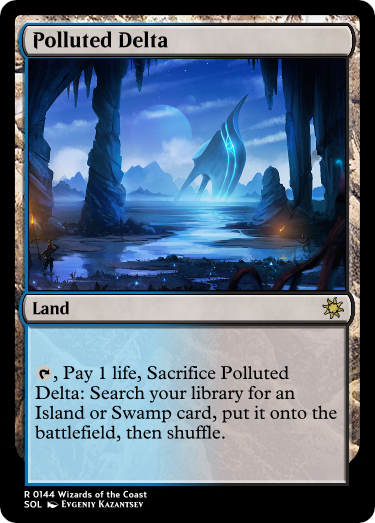 Polluted Delta
Land
, Pay 1 life, Sacrifice Polluted
Delta: Search your library for an
Island or Swamp card, put it onto the
battlefield, then shuffle.
R 0144 Wizards of the Coast
SOL Evgeniy Kazantsev